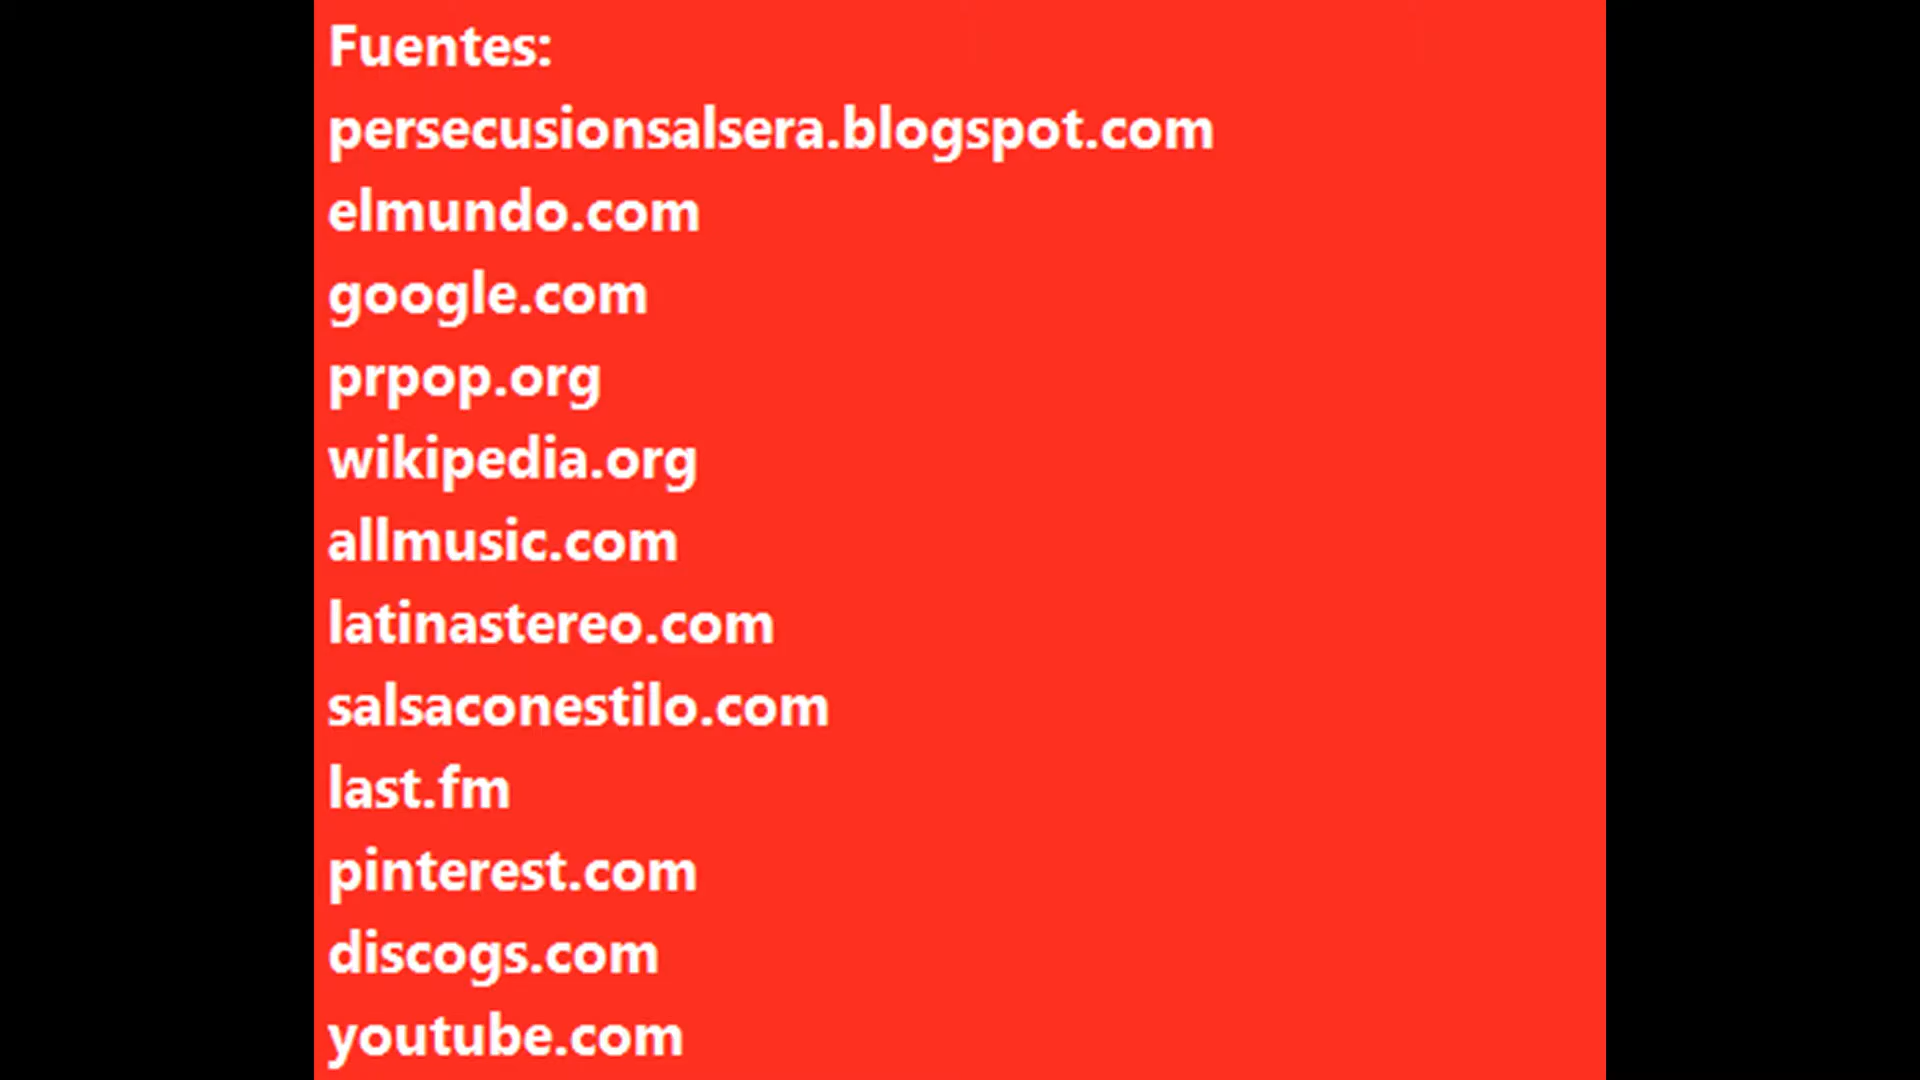 Fuentes:
persecusionsalsera.blogspot.com
elmundo.com
google.com
prpop.org
wikipedia.org
allmusic.com
latinastereo.com
salsaconestilo.com
last.fm
pinterest.com
discogs.com
youtube.com